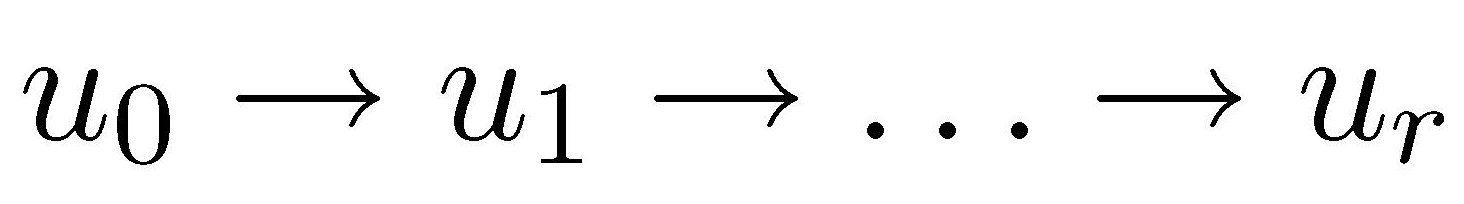 u₀ → u₁ → ... → uᵣ